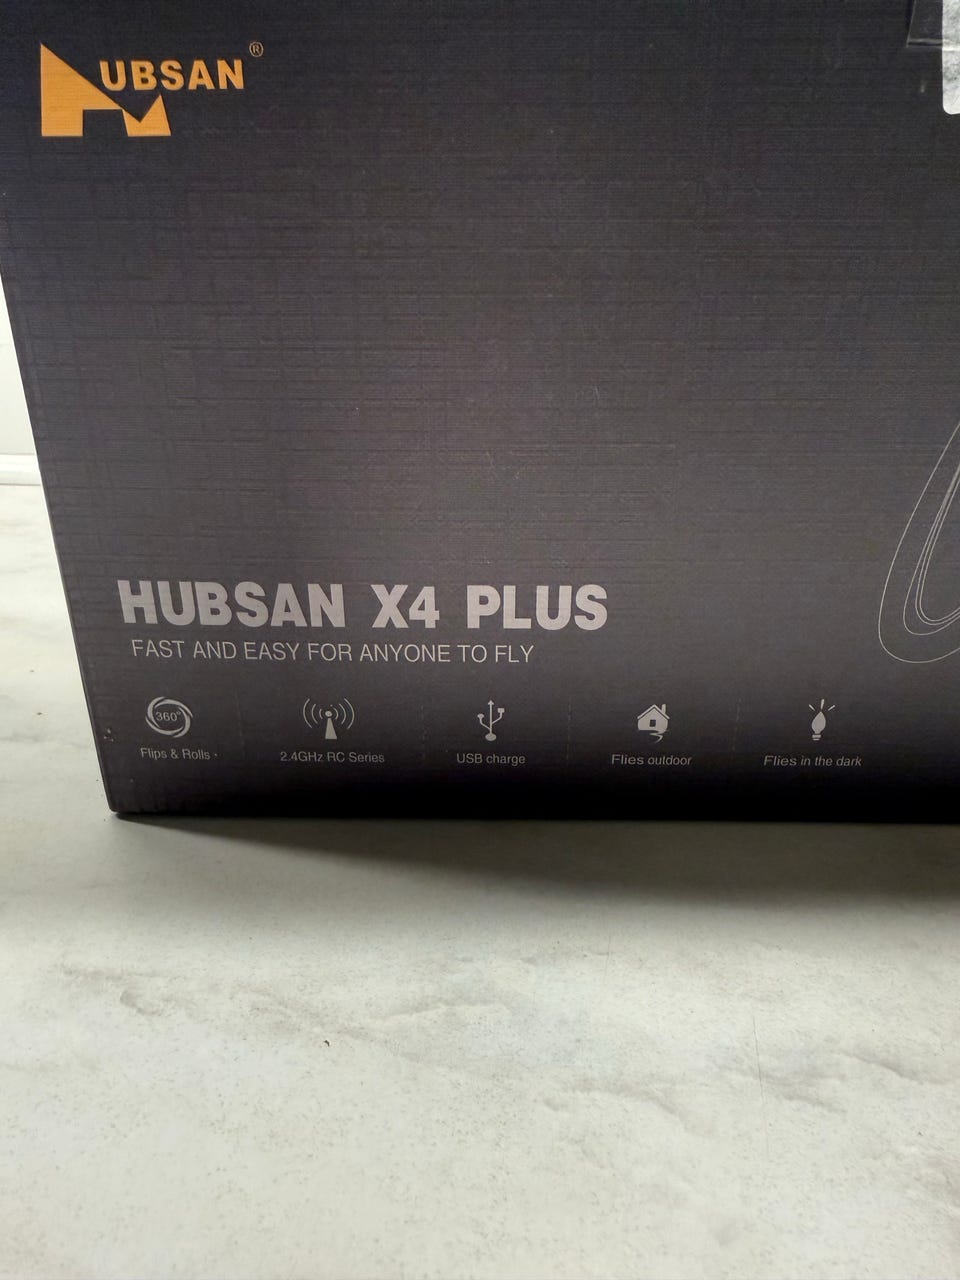 HUBSAN®
HUBSAN X4 PLUS
FAST AND EASY FOR ANYONE TO FLY
360°
Flips & Rolls
2.4GHz RC Series
USB charge
Flies outdoor
Flies in the dark